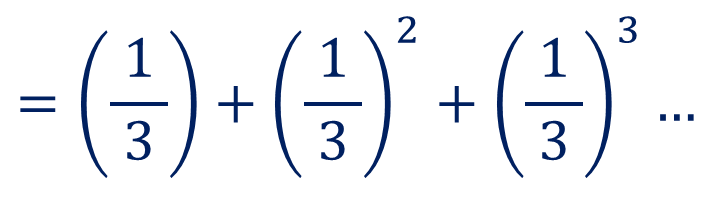 = (1/3) + (1/3)² + (1/3)³ ...